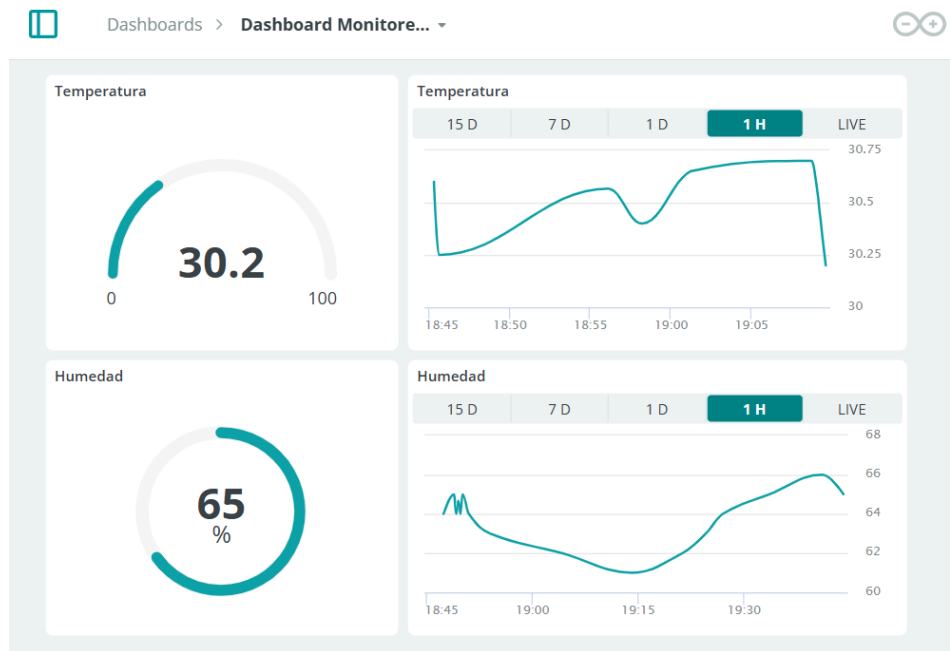 Dashboards > Dashboard Monitore...
Temperatura
30.2
0 100
Temperatura
15 D 7 D 1 D 1 H LIVE
30.75
30.5
30.25
30
18:45 18:50 18:55 19:00 19:05
Humedad
65
%
Humedad
15 D 7 D 1 D 1 H LIVE
68
66
64
62
60
18:45 19:00 19:15 19:30